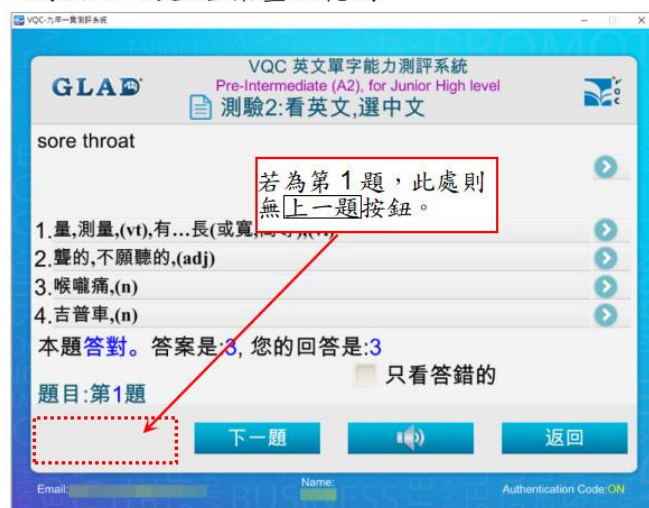 VQC-九年一貫測評系統
VQC 英文單字能力測評系統
GLAD
Pre-Intermediate (A2), for Junior High level
測驗2:看英文,選中文
VQC
sore throat
若為第 1 題，此處則
無上一題按鈕。
1.量,測量,(vt),有…長(或寬,
2.聾的,不願聽的,(adj)
3.喉嚨痛,(n)
4.吉普車,(n)
本題答對。答案是:3, 您的回答是:3
只看答錯的
題目:第1題
下一題
返回
Email:
Name:
Authentication Code:ON